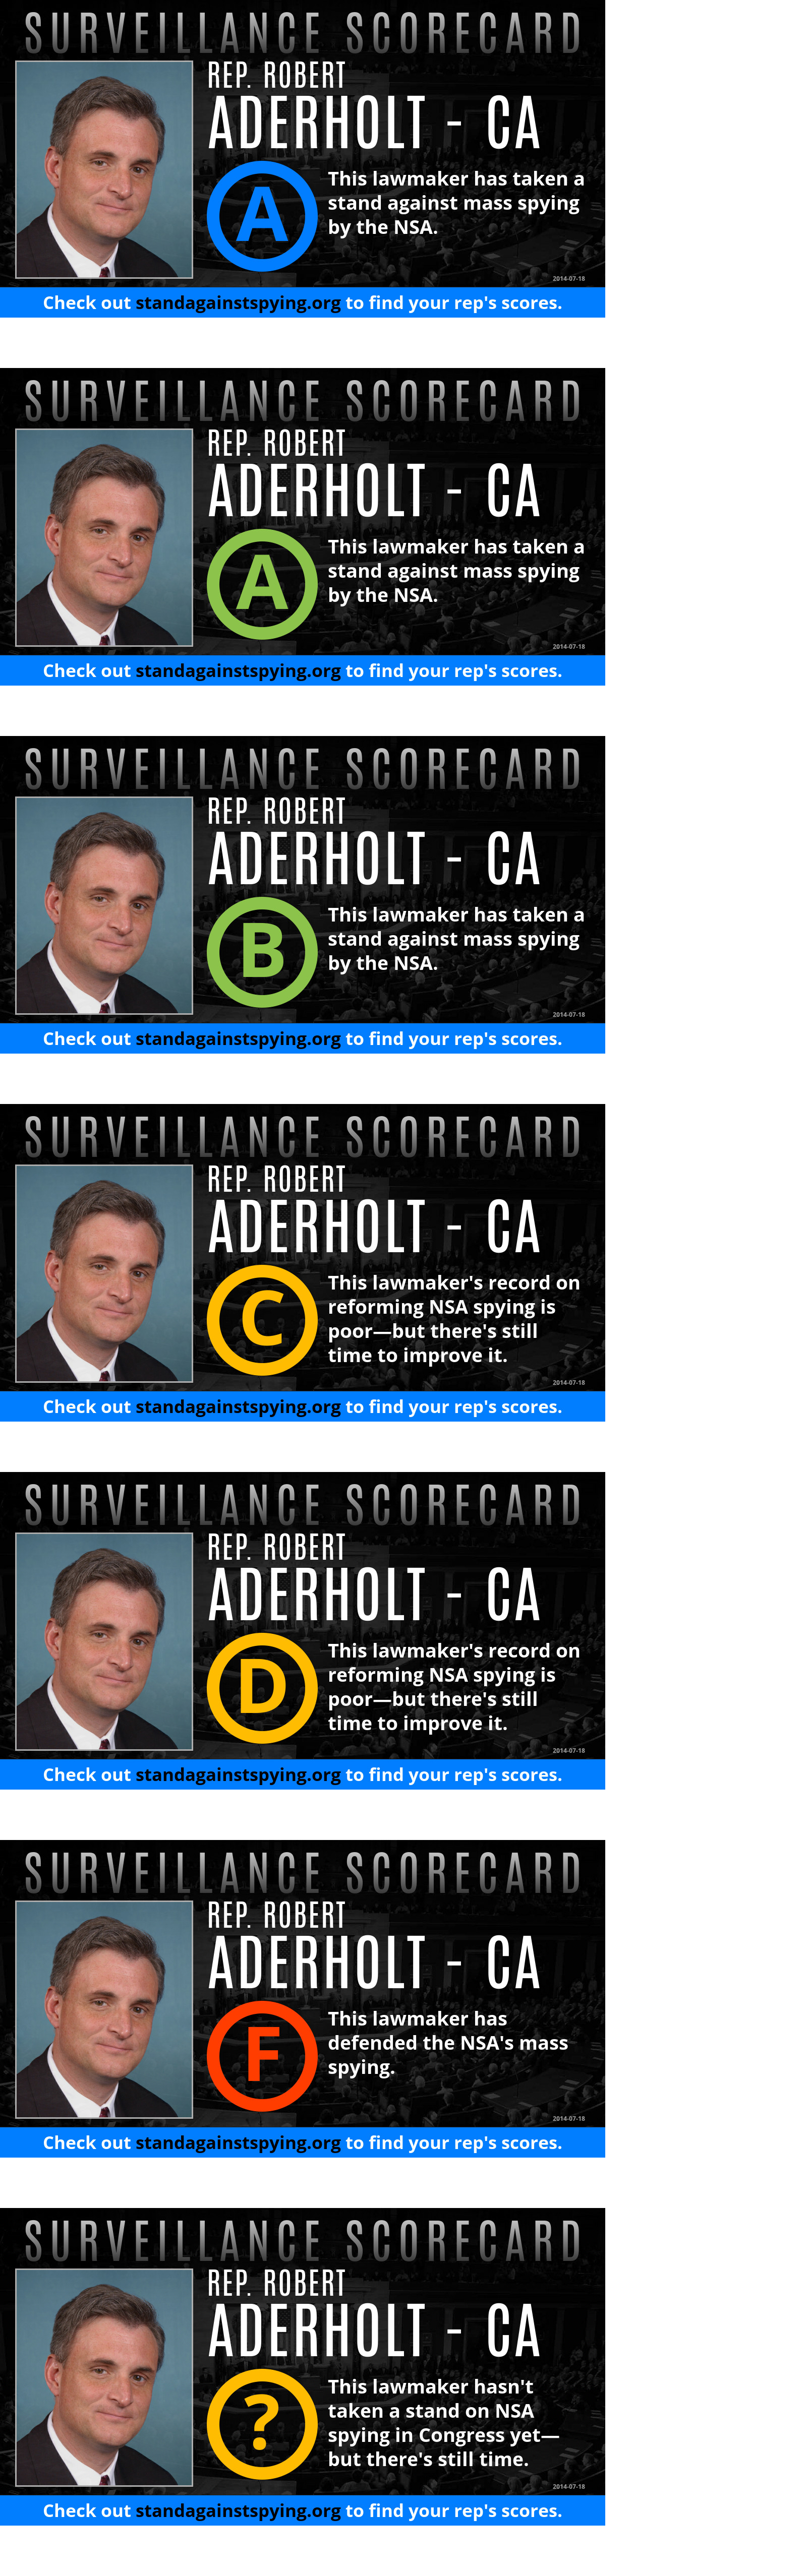 SURVEILLANCE SCORECARD
REP. ROBERT
ADERHOLT - CA
A
This lawmaker has taken a
stand against mass spying
by the NSA.
2014-07-18
Check out standagainstspying.org to find your rep's scores.
SURVEILLANCE SCORECARD
REP. ROBERT
ADERHOLT - CA
A
This lawmaker has taken a
stand against mass spying
by the NSA.
2014-07-18
Check out standagainstspying.org to find your rep's scores.
SURVEILLANCE SCORECARD
REP. ROBERT
ADERHOLT - CA
B
This lawmaker has taken a
stand against mass spying
by the NSA.
2014-07-18
Check out standagainstspying.org to find your rep's scores.
SURVEILLANCE SCORECARD
REP. ROBERT
ADERHOLT - CA
C
This lawmaker's record on
reforming NSA spying is
poor—but there's still
time to improve it.
2014-07-18
Check out standagainstspying.org to find your rep's scores.
SURVEILLANCE SCORECARD
REP. ROBERT
ADERHOLT - CA
D
This lawmaker's record on
reforming NSA spying is
poor—but there's still
time to improve it.
2014-07-18
Check out standagainstspying.org to find your rep's scores.
SURVEILLANCE SCORECARD
REP. ROBERT
ADERHOLT - CA
F
This lawmaker has
defended the NSA's mass
spying.
2014-07-18
Check out standagainstspying.org to find your rep's scores.
SURVEILLANCE SCORECARD
REP. ROBERT
ADERHOLT - CA
?
This lawmaker hasn't
taken a stand on NSA
spying in Congress yet—
but there's still time.
2014-07-18
Check out standagainstspying.org to find your rep's scores.